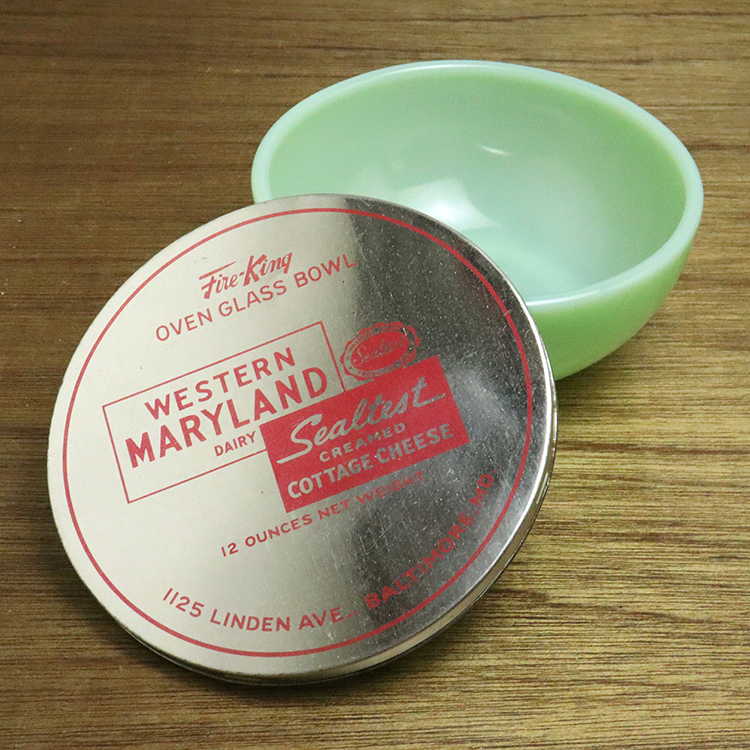 Fire-King
OVEN GLASS BOWL
WESTERN
MARYLAND
DAIRY
Sealtest
Sealtest
CREAMED
COTTAGE CHEESE
12 OUNCES NET WEIGHT
1125 LINDEN AVE., BALTIMORE, MD.